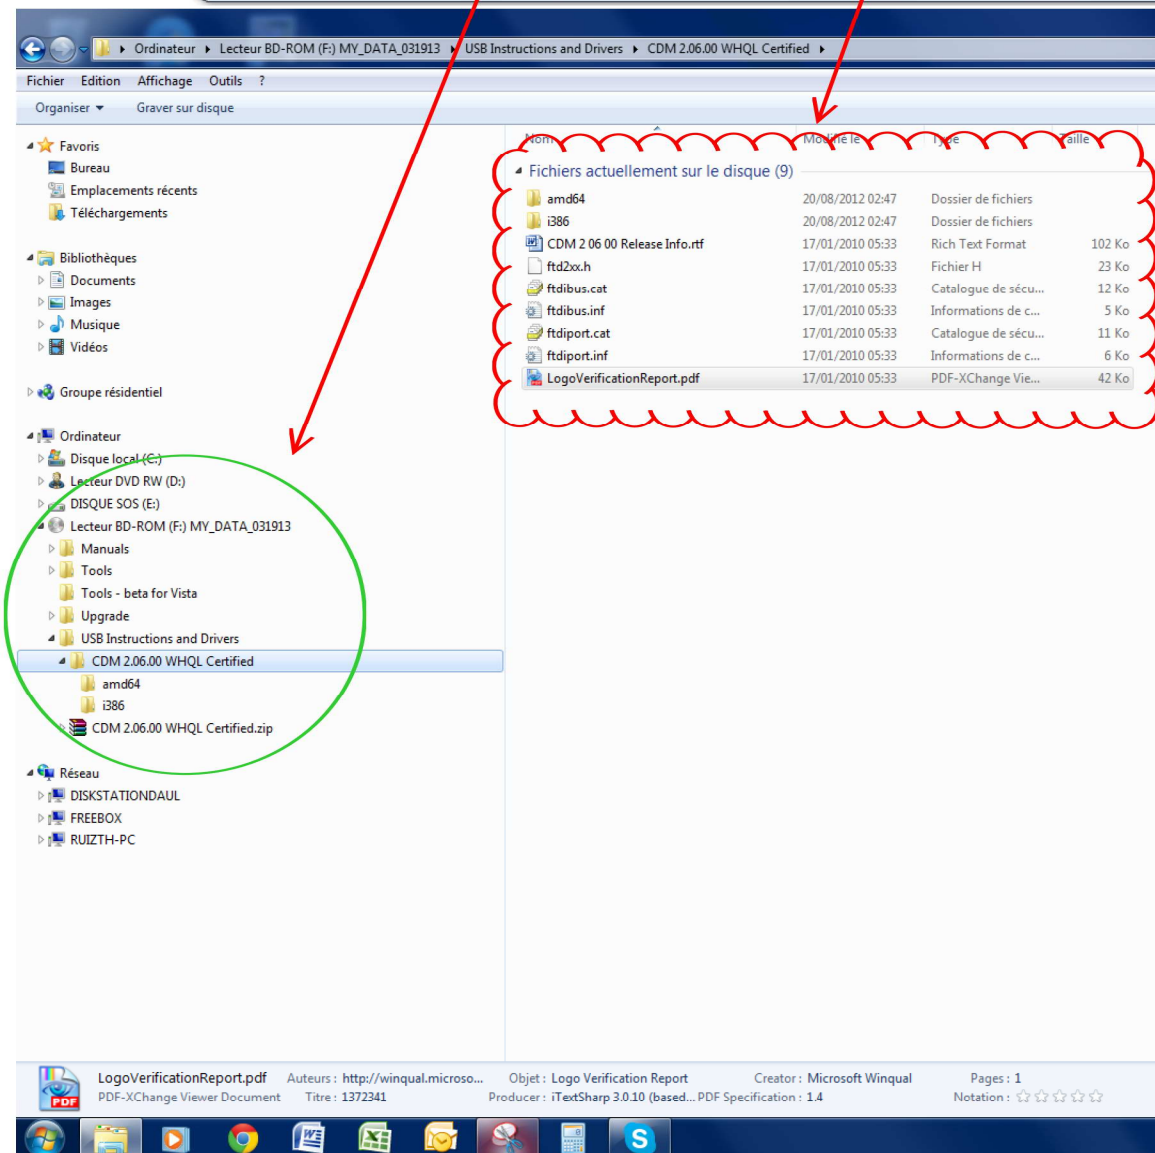 Ordinateur Lecteur BD-ROM (F:) MY_DATA_031913 USB Instructions and Drivers CDM 2.06.00 WHQL Certified
Fichier Edition Affichage Outils ?
Organiser Graver sur disque
Favoris
Bureau
Emplacements récents
Téléchargements
Bibliothèques
Documents
Images
Musique
Vidéos
Groupe résidentiel
Ordinateur
Disque local (C:)
Lecteur DVD RW (D:)
DISQUE SOS (E:)
Lecteur BD-ROM (F:) MY_DATA_031913
Manuals
Tools
Tools - beta for Vista
Upgrade
USB Instructions and Drivers
CDM 2.06.00 WHQL Certified
amd64
i386
CDM 2.06.00 WHQL Certified.zip
Réseau
DISKSTATIONDAUL
FREEBOX
RUIZTH-PC
Nom Modifié le Type Taille
Fichiers actuellement sur le disque (9)
amd64 20/08/2012 02:47 Dossier de fichiers
i386 20/08/2012 02:47 Dossier de fichiers
CDM 2 06 00 Release Info.rtf 17/01/2010 05:33 Rich Text Format 102 Ko
ftd2xx.h 17/01/2010 05:33 Fichier H 23 Ko
ftdibus.cat 17/01/2010 05:33 Catalogue de sécu... 12 Ko
ftdibus.inf 17/01/2010 05:33 Informations de c... 5 Ko
ftdiport.cat 17/01/2010 05:33 Catalogue de sécu... 11 Ko
ftdiport.inf 17/01/2010 05:33 Informations de c... 6 Ko
LogoVerificationReport.pdf 17/01/2010 05:33 PDF-XChange Vie... 42 Ko
LogoVerificationReport.pdf Auteurs : http://winqual.microso... Objet : Logo Verification Report Creator : Microsoft Winqual Pages : 1
PDF-XChange Viewer Document Titre : 1372341 Producer : iTextSharp 3.0.10 (based... PDF Specification : 1.4 Notation :
PDF